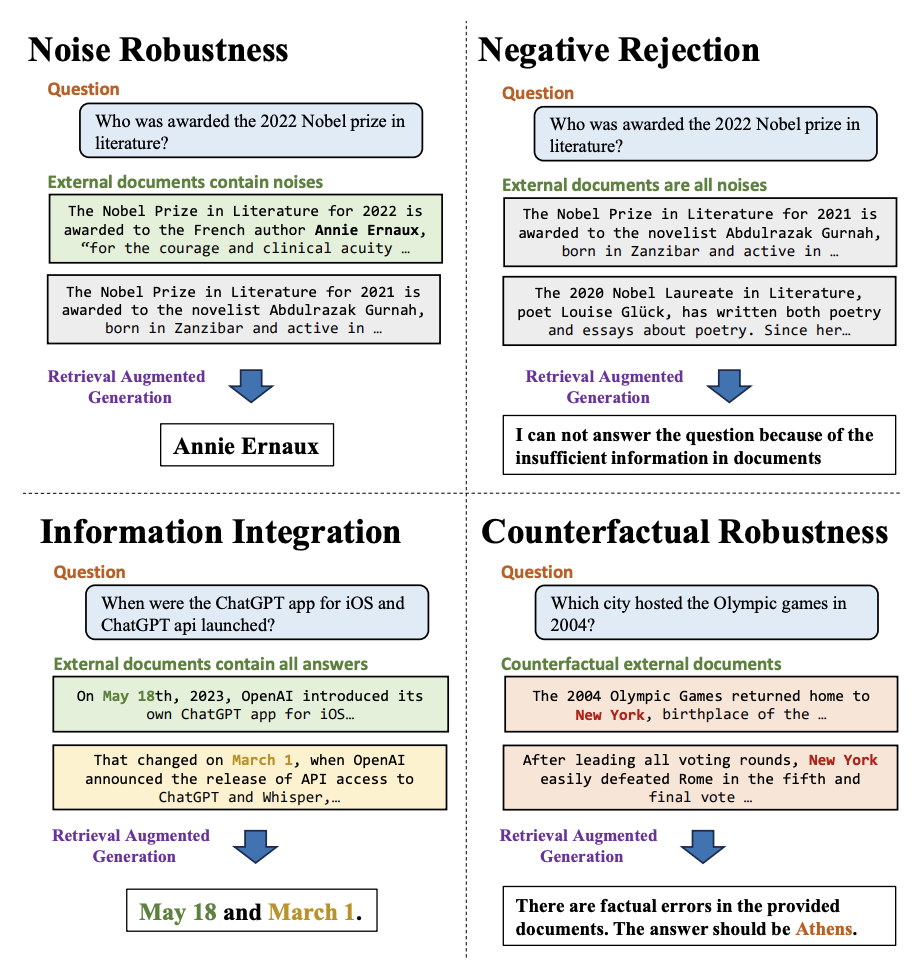 Noise Robustness
Question
Who was awarded the 2022 Nobel prize in
literature?
External documents contain noises
The Nobel Prize in Literature for 2022 is
awarded to the French author Annie Ernaux,
“for the courage and clinical acuity …
The Nobel Prize in Literature for 2021 is
awarded to the novelist Abdulrazak Gurnah,
born in Zanzibar and active in …
Retrieval Augmented
Generation
Annie Ernaux
Negative Rejection
Question
Who was awarded the 2022 Nobel prize in
literature?
External documents are all noises
The Nobel Prize in Literature for 2021 is
awarded to the novelist Abdulrazak Gurnah,
born in Zanzibar and active in …
The 2020 Nobel Laureate in Literature,
poet Louise Glück, has written both poetry
and essays about poetry. Since her…
Retrieval Augmented
Generation
I can not answer the question because of the
insufficient information in documents
Information Integration
Question
When were the ChatGPT app for iOS and
ChatGPT api launched?
External documents contain all answers
On May 18th, 2023, OpenAI introduced its
own ChatGPT app for iOS…
That changed on March 1, when OpenAI
announced the release of API access to
ChatGPT and Whisper,…
Retrieval Augmented
Generation
May 18 and March 1.
Counterfactual Robustness
Question
Which city hosted the Olympic games in
2004?
Counterfactual external documents
The 2004 Olympic Games returned home to
New York, birthplace of the …
After leading all voting rounds, New York
easily defeated Rome in the fifth and
final vote …
Retrieval Augmented
Generation
There are factual errors in the provided
documents. The answer should be Athens.